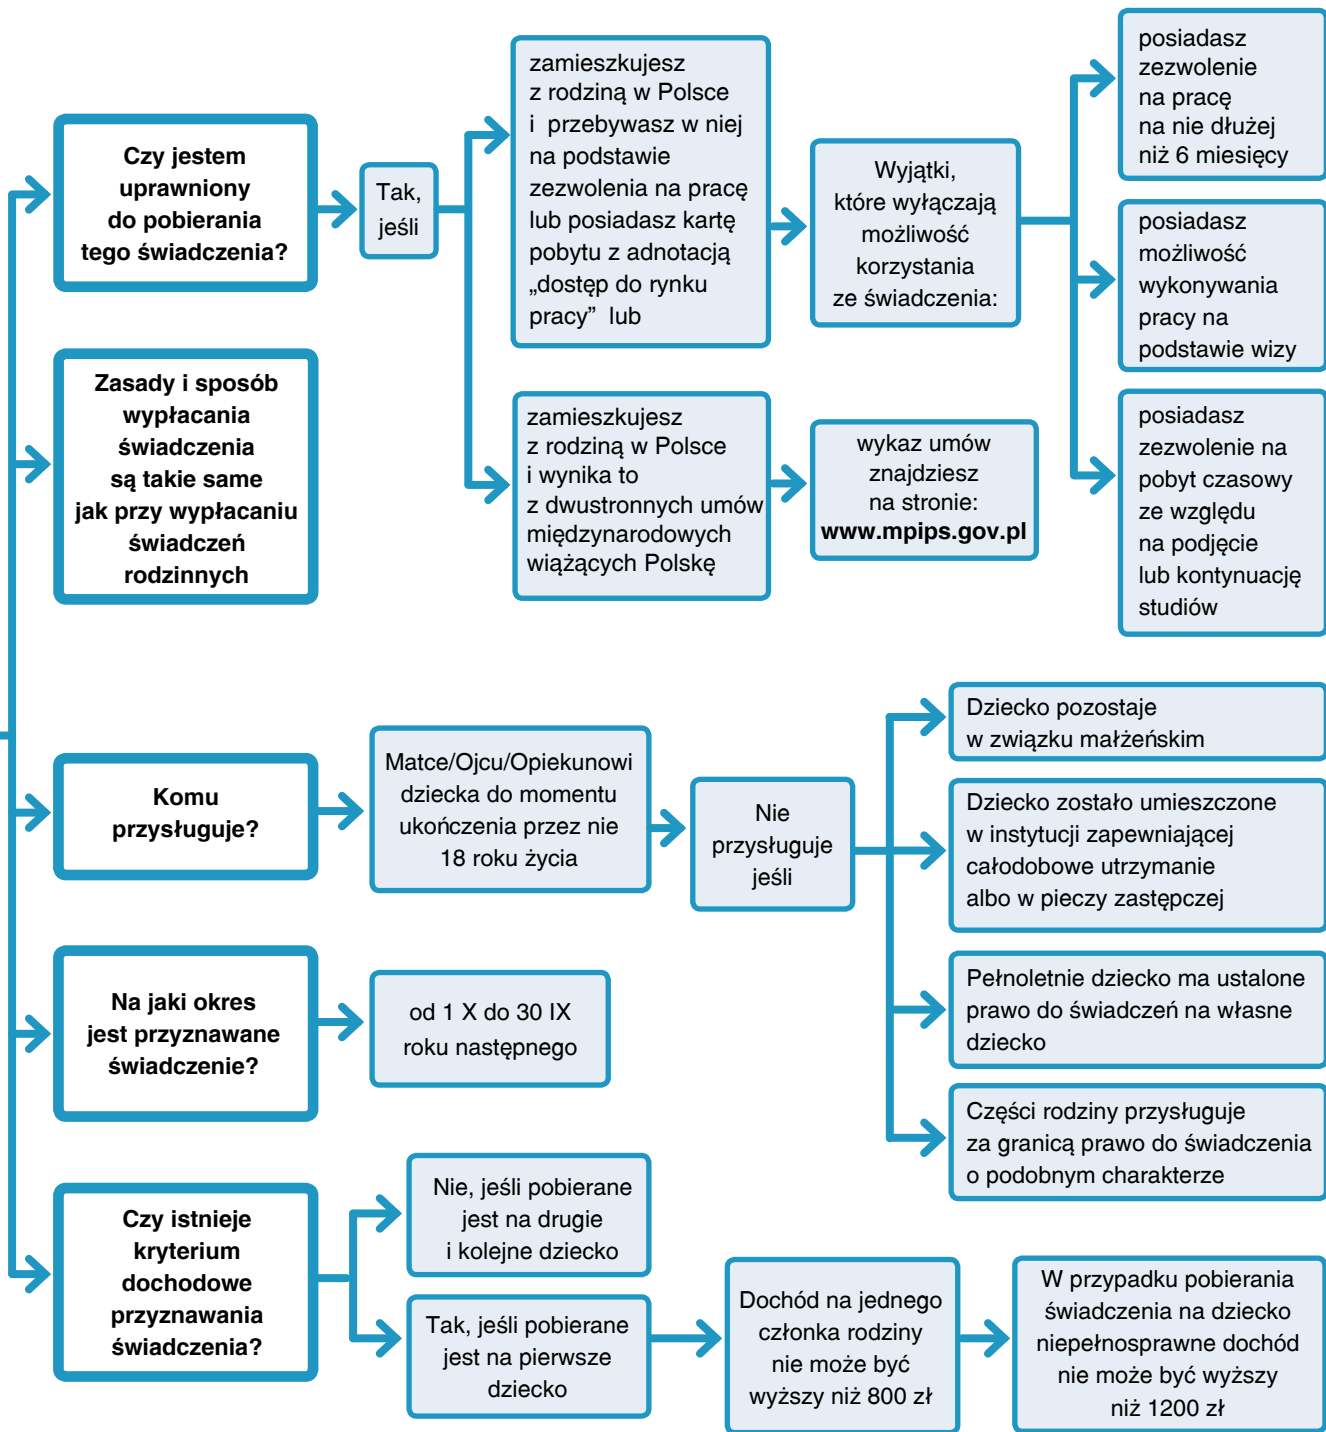 Czy jestem
uprawniony
do pobierania
tego świadczenia?
Tak,
jeśli
zamieszkujesz
z rodziną w Polsce
i przebywasz w niej
na podstawie
zezwolenia na pracę
lub posiadasz kartę
pobytu z adnotacją
„dostęp do rynku
pracy” lub
Wyjątki,
które wyłączają
możliwość
korzystania
ze świadczenia:
posiadasz
zezwolenie
na pracę
na nie dłużej
niż 6 miesięcy
posiadasz
możliwość
wykonywania
pracy na
podstawie wizy
posiadasz
zezwolenie na
pobyt czasowy
ze względu
na podjęcie
lub kontynuację
studiów
zamieszkujesz
z rodziną w Polsce
i wynika to
z dwustronnych umów
międzynarodowych
wiążących Polskę
wykaz umów
znajdziesz
na stronie:
www.mpips.gov.pl
Zasady i sposób
wypłacania
świadczenia
są takie same
jak przy wypłacaniu
świadczeń
rodzinnych
Komu
przysługuje?
Matce/Ojcu/Opiekunowi
dziecka do momentu
ukończenia przez nie
18 roku życia
Nie
przysługuje
jeśli
Dziecko pozostaje
w związku małżeńskim
Dziecko zostało umieszczone
w instytucji zapewniającej
całodobowe utrzymanie
albo w pieczy zastępczej
Pełnoletnie dziecko ma ustalone
prawo do świadczeń na własne
dziecko
Części rodziny przysługuje
za granicą prawo do świadczenia
o podobnym charakterze
Na jaki okres
jest przyznawane
świadczenie?
od 1 X do 30 IX
roku następnego
Czy istnieje
kryterium
dochodowe
przyznawania
świadczenia?
Nie, jeśli pobierane
jest na drugie
i kolejne dziecko
Tak, jeśli pobierane
jest na pierwsze
dziecko
Dochód na jednego
członka rodziny
nie może być
wyższy niż 800 zł
W przypadku pobierania
świadczenia na dziecko
niepełnosprawne dochód
nie może być wyższy
niż 1200 zł